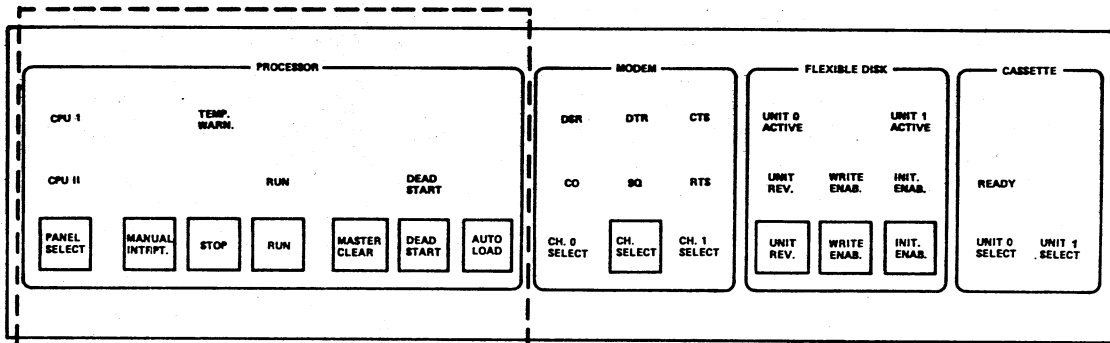 PROCESSOR
CPU 1
TEMP.
WARN.
CPU II
RUN
DEAD
START
PANEL
SELECT
MANUAL
INTRPT.
STOP
RUN
MASTER
CLEAR
DEAD
START
AUTO
LOAD
MODEM
DSR
DTR
CTS
CO
SQ
RTS
CH. 0
SELECT
CH.
SELECT
CH. 1
SELECT
FLEXIBLE DISK
UNIT 0
ACTIVE
UNIT 1
ACTIVE
UNIT
REV.
WRITE
ENAB.
INIT.
ENAB.
UNIT
REV.
WRITE
ENAB.
INIT.
ENAB.
CASSETTE
READY
UNIT 0
SELECT
UNIT 1
SELECT